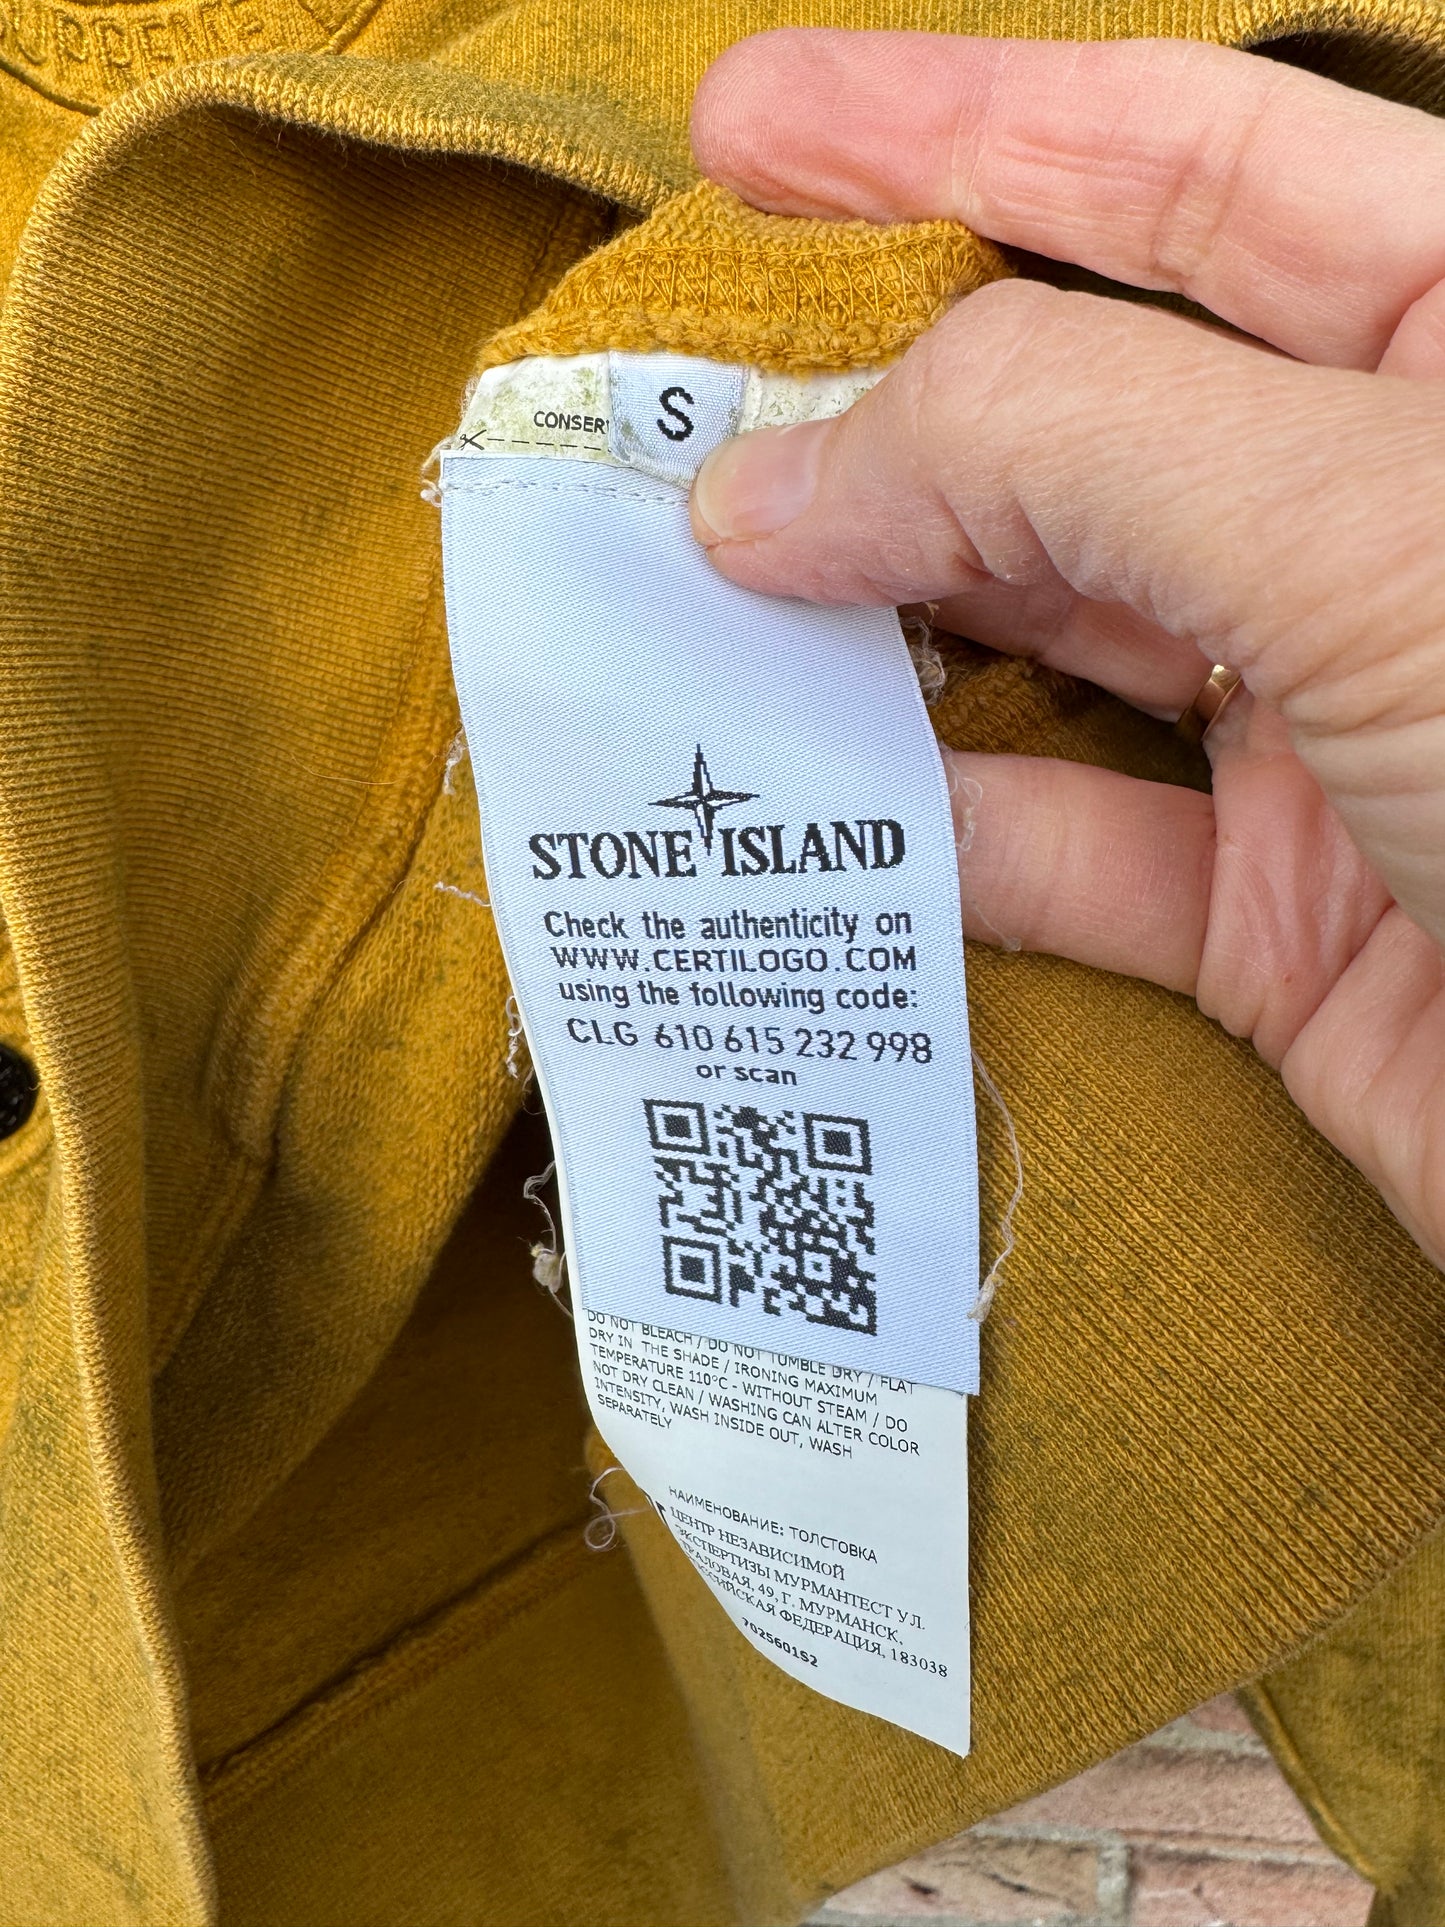 SUPREME
CONSER
S
STONE ISLAND
Check the authenticity on
WWW.CERTILOGO.COM
using the following code:
CLG 610 615 232 998
or scan
DO NOT BLEACH / DO NOT TUMBLE DRY / FLAT
DRY IN THE SHADE / IRONING MAXIMUM
TEMPERATURE 110°C - WITHOUT STEAM / DO
NOT DRY CLEAN / WASHING CAN ALTER COLOR
INTENSITY, WASH INSIDE OUT, WASH
SEPARATELY
НАИМЕНОВАНИЕ: ТОЛСТОВКА
ЦЕНТР НЕЗАВИСИМОЙ
ЭКСПЕРТИЗЫ МУРМАНТЕСТ УЛ.
49, Г. МУРМАНСК,
ФЕДЕРАЦИЯ, 183038
702560152